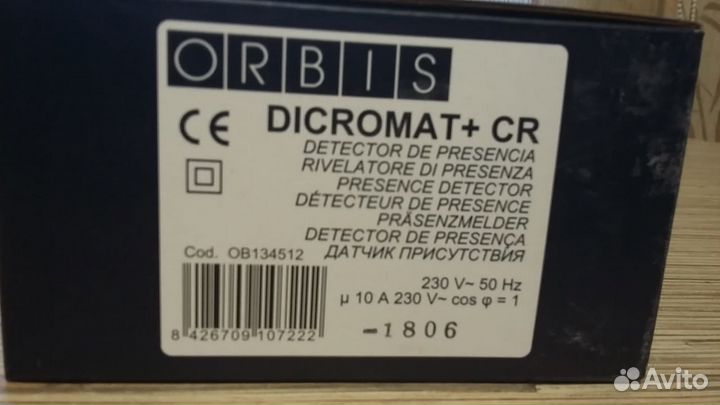 ORBIS
CE
DICROMAT+ CR
DETECTOR DE PRESENCIA
RIVELATORE DI PRESENZA
PRESENCE DETECTOR
DÉTECTEUR DE PRESENCE
PRÄSENZMELDER
DETECTOR DE PRESENÇA
ДАТЧИК ПРИСУТСТВИЯ
Cod. OB134512
230 V~ 50 Hz
µ 10 A 230 V~ cos φ = 1
8 426709 107222
-1806
Avito